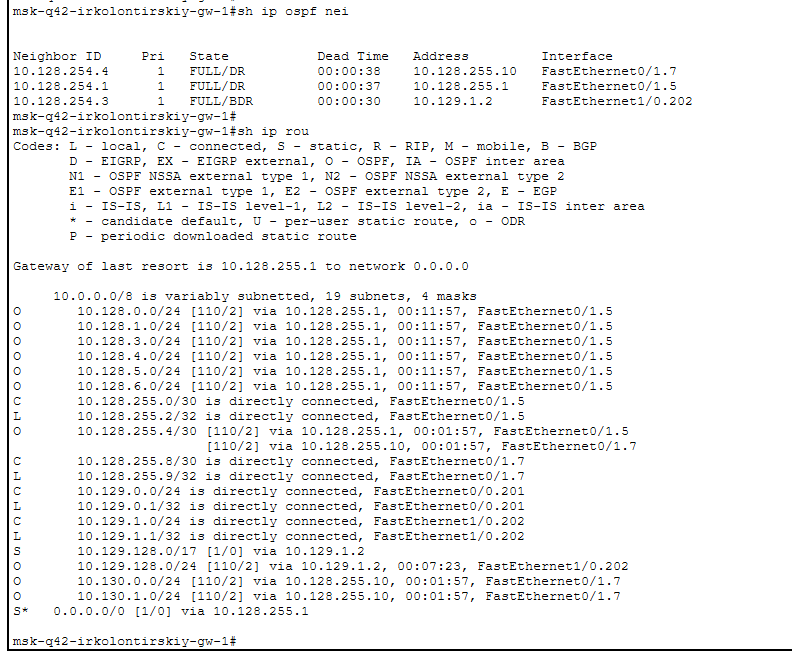 msk-q42-irkolontirskiy-gw-1#sh ip ospf nei
Neighbor ID     Pri   State           Dead Time   Address         Interface
10.128.254.4      1   FULL/DR         00:00:38    10.128.255.10   FastEthernet0/1.7
10.128.254.1      1   FULL/DR         00:00:37    10.128.255.1    FastEthernet0/1.5
10.128.254.3      1   FULL/BDR        00:00:30    10.129.1.2      FastEthernet1/0.202
msk-q42-irkolontirskiy-gw-1#
msk-q42-irkolontirskiy-gw-1#sh ip rou
Codes: L - local, C - connected, S - static, R - RIP, M - mobile, B - BGP
       D - EIGRP, EX - EIGRP external, O - OSPF, IA - OSPF inter area
       N1 - OSPF NSSA external type 1, N2 - OSPF NSSA external type 2
       E1 - OSPF external type 1, E2 - OSPF external type 2, E - EGP
       i - IS-IS, L1 - IS-IS level-1, L2 - IS-IS level-2, ia - IS-IS inter area
       * - candidate default, U - per-user static route, o - ODR
       P - periodic downloaded static route
Gateway of last resort is 10.128.255.1 to network 0.0.0.0
     10.0.0.0/8 is variably subnetted, 19 subnets, 4 masks
O       10.128.0.0/24 [110/2] via 10.128.255.1, 00:11:57, FastEthernet0/1.5
O       10.128.1.0/24 [110/2] via 10.128.255.1, 00:11:57, FastEthernet0/1.5
O       10.128.3.0/24 [110/2] via 10.128.255.1, 00:11:57, FastEthernet0/1.5
O       10.128.4.0/24 [110/2] via 10.128.255.1, 00:11:57, FastEthernet0/1.5
O       10.128.5.0/24 [110/2] via 10.128.255.1, 00:11:57, FastEthernet0/1.5
O       10.128.6.0/24 [110/2] via 10.128.255.1, 00:11:57, FastEthernet0/1.5
C       10.128.255.0/30 is directly connected, FastEthernet0/1.5
L       10.128.255.2/32 is directly connected, FastEthernet0/1.5
O       10.128.255.4/30 [110/2] via 10.128.255.1, 00:01:57, FastEthernet0/1.5
                        [110/2] via 10.128.255.10, 00:01:57, FastEthernet0/1.7
C       10.128.255.8/30 is directly connected, FastEthernet0/1.7
L       10.128.255.9/32 is directly connected, FastEthernet0/1.7
C       10.129.0.0/24 is directly connected, FastEthernet0/0.201
L       10.129.0.1/32 is directly connected, FastEthernet0/0.201
C       10.129.1.0/24 is directly connected, FastEthernet1/0.202
L       10.129.1.1/32 is directly connected, FastEthernet1/0.202
S       10.129.128.0/17 [1/0] via 10.129.1.2
O       10.129.128.0/24 [110/2] via 10.129.1.2, 00:07:23, FastEthernet1/0.202
O       10.130.0.0/24 [110/2] via 10.128.255.10, 00:01:57, FastEthernet0/1.7
O       10.130.1.0/24 [110/2] via 10.128.255.10, 00:01:57, FastEthernet0/1.7
S*   0.0.0.0/0 [1/0] via 10.128.255.1
msk-q42-irkolontirskiy-gw-1#